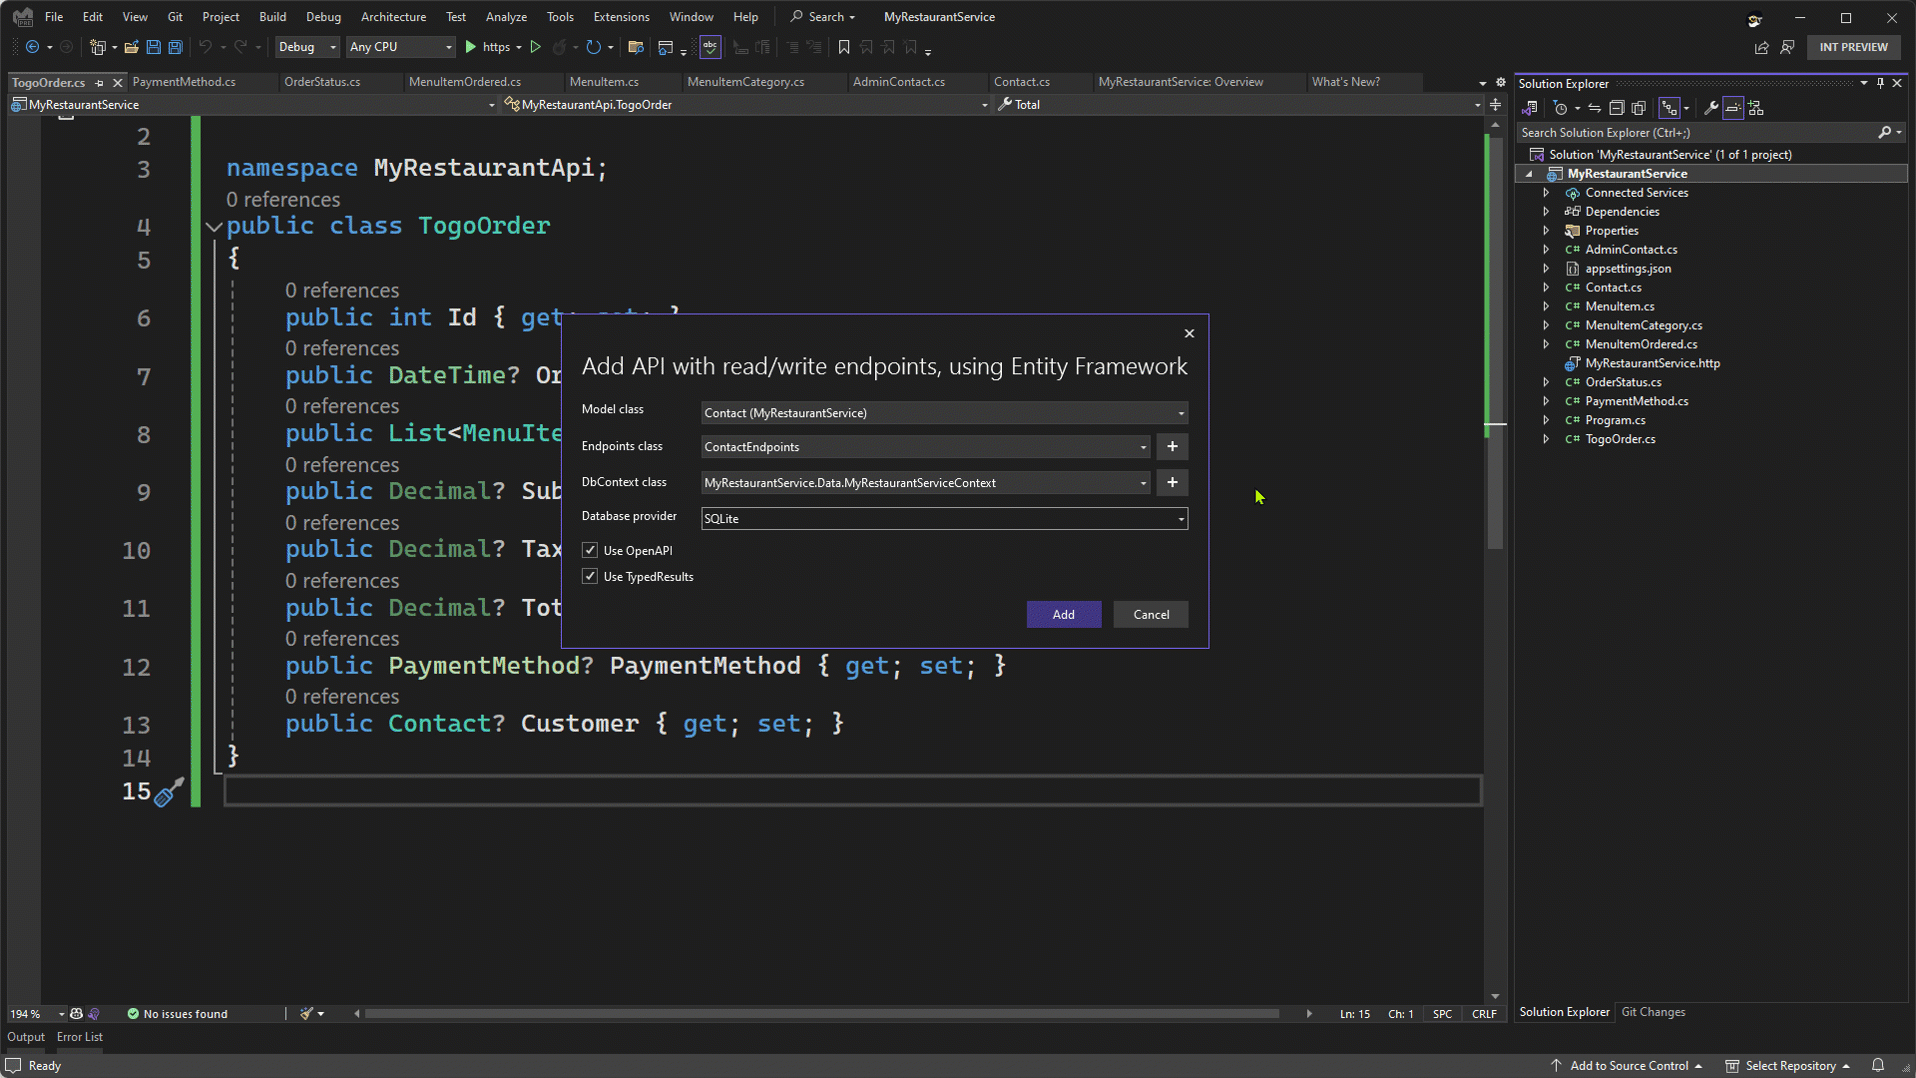 File Edit View Git Project Build Debug Architecture Test Analyze Tools Extensions Window Help Search MyRestaurantService
Debug Any CPU https INT PREVIEW
TogoOrder.cs PaymentMethod.cs OrderStatus.cs MenuItemOrdered.cs MenuItem.cs MenuItemCategory.cs AdminContact.cs Contact.cs MyRestaurantService: Overview What's New?
MyRestaurantService MyRestaurantApi.TogoOrder Total
2
3 namespace MyRestaurantApi;
0 references
4 public class TogoOrder
5 {
0 references
6 public int Id { get; set; }
0 references
7 public DateTime? Or
0 references
8 public List<MenuIte
0 references
9 public Decimal? Sub
0 references
10 public Decimal? Tax
0 references
11 public Decimal? Tot
0 references
12 public PaymentMethod? PaymentMethod { get; set; }
0 references
13 public Contact? Customer { get; set; }
14 }
15
Add API with read/write endpoints, using Entity Framework
Model class Contact (MyRestaurantService)
Endpoints class ContactEndpoints
DbContext class MyRestaurantService.Data.MyRestaurantServiceContext
Database provider SQLite
Use OpenAPI
Use TypedResults
Add Cancel
Solution Explorer
Search Solution Explorer (Ctrl+;)
Solution 'MyRestaurantService' (1 of 1 project)
MyRestaurantService
Connected Services
Dependencies
Properties
C# AdminContact.cs
appsettings.json
C# Contact.cs
C# MenuItem.cs
C# MenuItemCategory.cs
C# MenuItemOrdered.cs
MyRestaurantService.http
C# OrderStatus.cs
C# PaymentMethod.cs
C# Program.cs
C# TogoOrder.cs
194 % No issues found Ln: 15 Ch: 1 SPC CRLF
Solution Explorer Git Changes
Output Error List
Ready Add to Source Control Select Repository